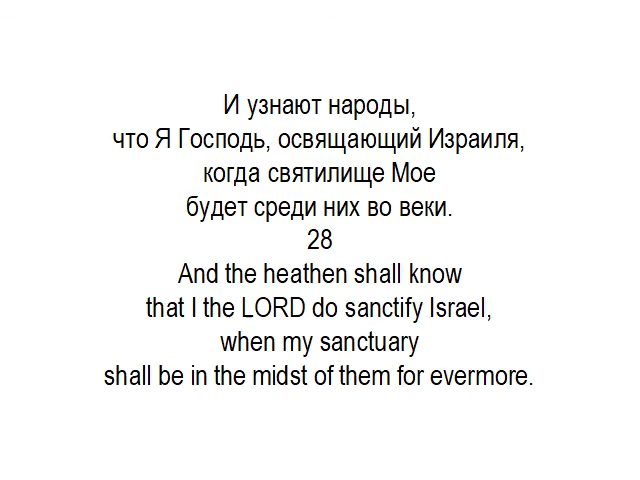 И узнают народы,
что Я Господь, освящающий Израиля,
когда святилище Мое
будет среди них во веки.
28
And the heathen shall know
that I the LORD do sanctify Israel,
when my sanctuary
shall be in the midst of them for evermore.